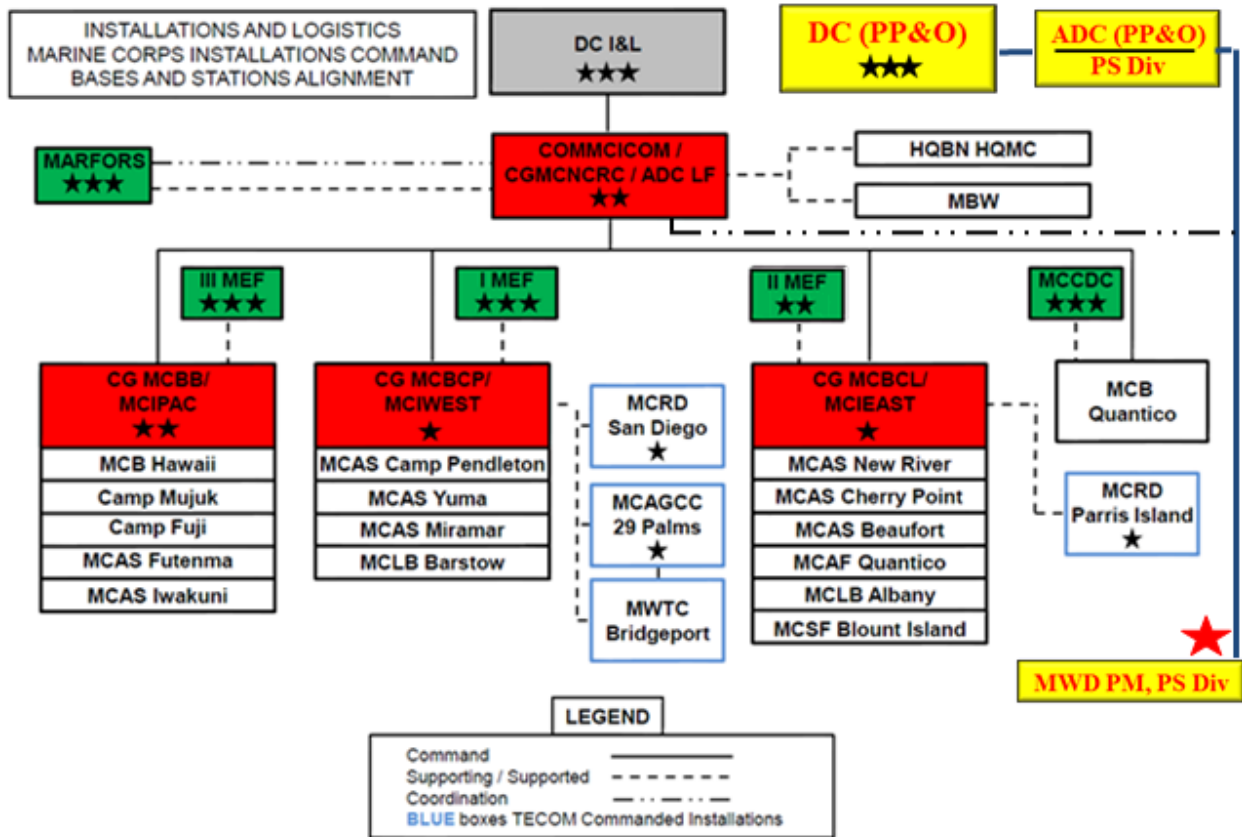 INSTALLATIONS AND LOGISTICS
MARINE CORPS INSTALLATIONS COMMAND
BASES AND STATIONS ALIGNMENT
DC I&L
DC (PP&O)
ADC (PP&O)
PS Div
MARFORS
COMMCICOM /
CGMCNCRC / ADC LF
HQBN HQMC
MBW
III MEF
I MEF
II MEF
MCCDC
CG MCBB/
MCIPAC
MCB Hawaii
Camp Mujuk
Camp Fuji
MCAS Futenma
MCAS Iwakuni
CG MCBCP/
MCIWEST
MCAS Camp Pendleton
MCAS Yuma
MCAS Miramar
MCLB Barstow
MCRD
San Diego
MCAGCC
29 Palms
MWTC
Bridgeport
CG MCBCL/
MCIEAST
MCAS New River
MCAS Cherry Point
MCAS Beaufort
MCAF Quantico
MCLB Albany
MCSF Blount Island
MCB
Quantico
MCRD
Parris Island
MWD PM, PS Div
LEGEND
Command
Supporting / Supported
Coordination
BLUE boxes TECOM Commanded Installations